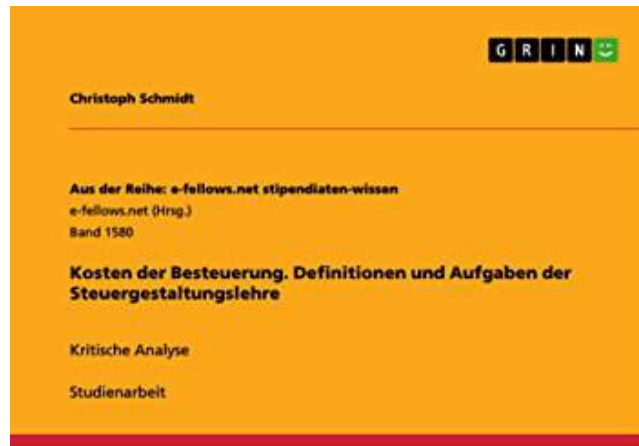 GRIN
Christoph Schmidt
Aus der Reihe: e-fellows.net stipendiaten-wissen
e-fellows.net (Hrsg.)
Band 1580
Kosten der Besteuerung. Definitionen und Aufgaben der
Steuergestaltungslehre
Kritische Analyse
Studienarbeit